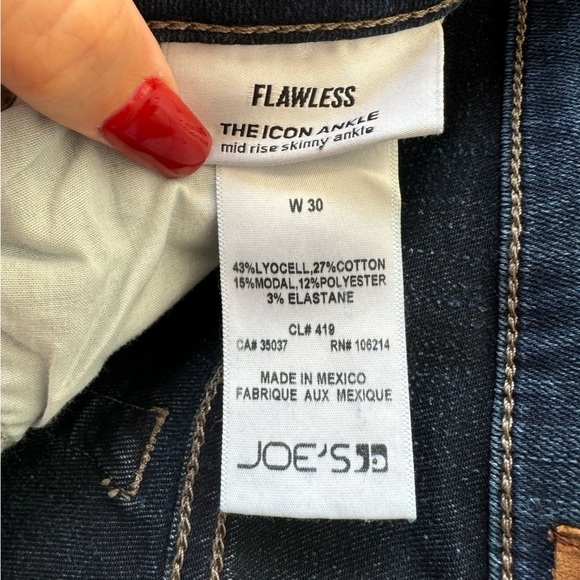 FLAWLESS
THE ICON ANKLE
mid rise skinny ankle
W 30
43%LYOCELL,27%COTTON
15%MODAL,12%POLYESTER
3% ELASTANE
CL# 419
CA# 35037 RN# 106214
MADE IN MEXICO
FABRIQUE AUX MEXIQUE
JOE'S